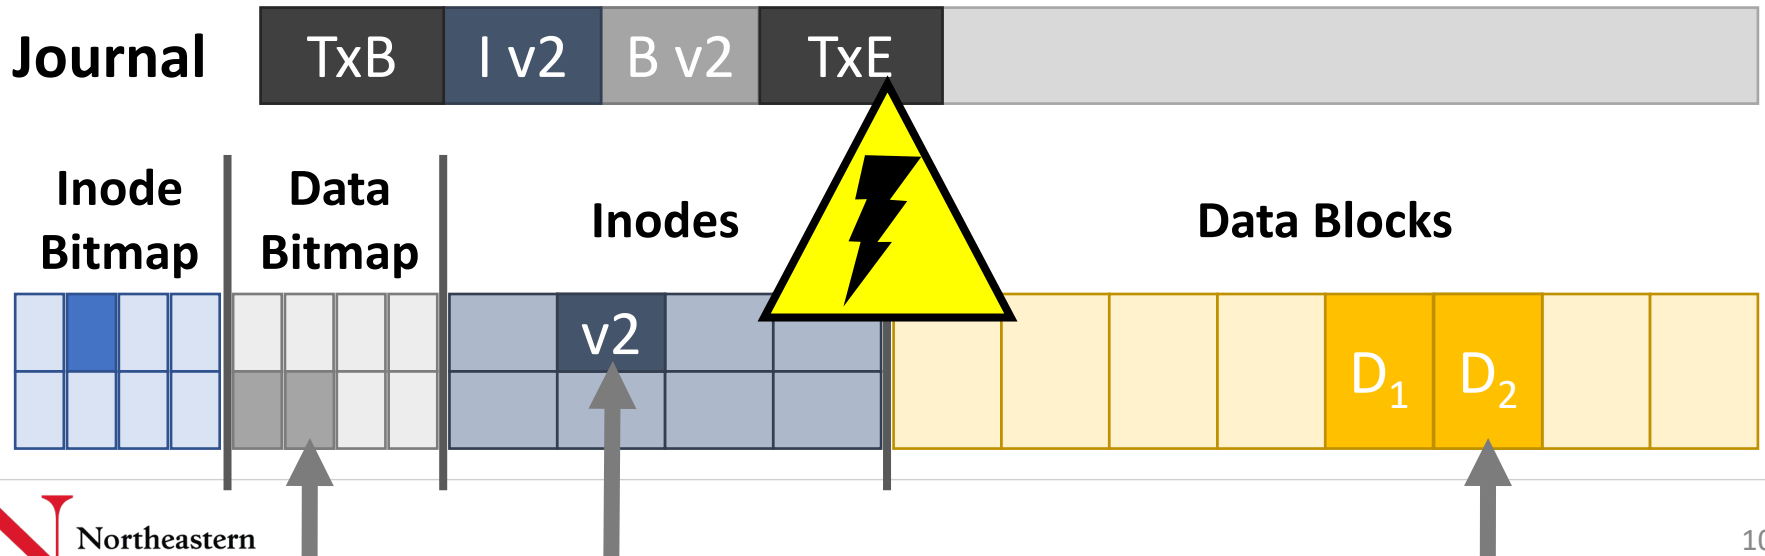 Journal
TxB
I v2
B v2
TxE
Inode
Bitmap
Data
Bitmap
Inodes
Data Blocks
v2
D1
D2
Northeastern